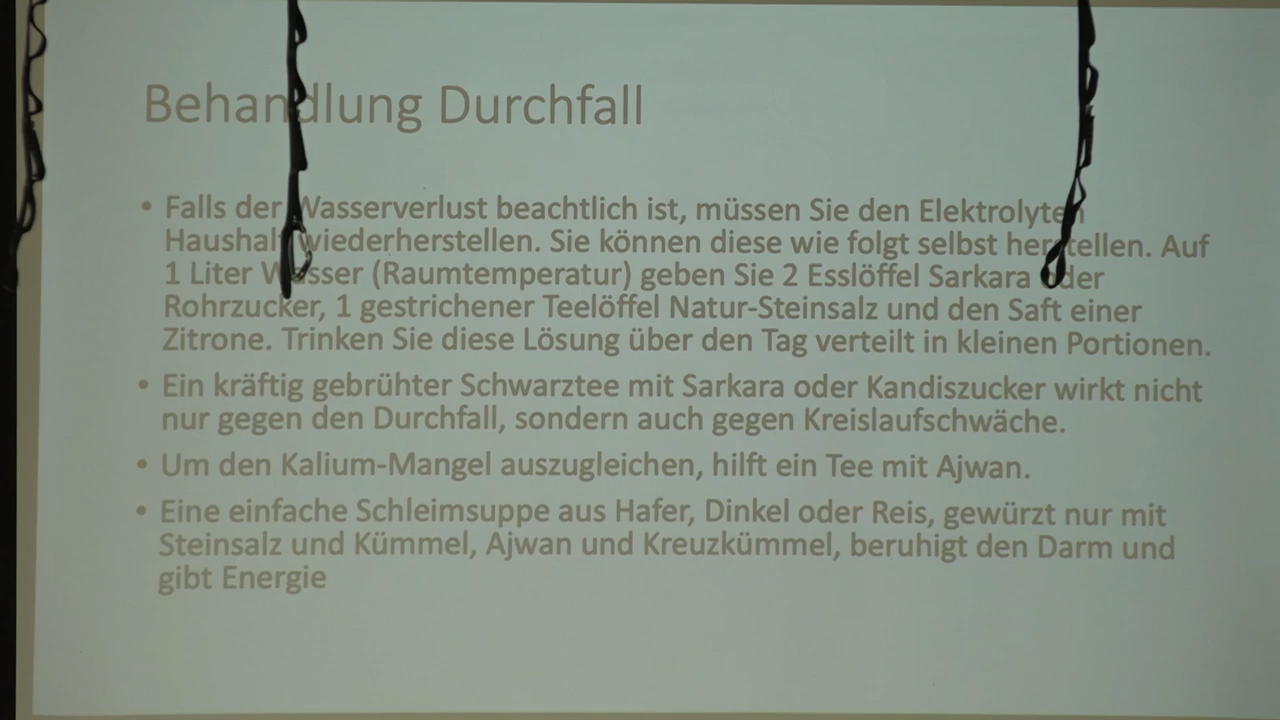 Behandlung Durchfall
• Falls der Wasserverlust beachtlich ist, müssen Sie den Elektrolyten
Haushalt wiederherstellen. Sie können diese wie folgt selbst herstellen. Auf
1 Liter Wasser (Raumtemperatur) geben Sie 2 Esslöffel Sarkara oder
Rohrzucker, 1 gestrichener Teelöffel Natur-Steinsalz und den Saft einer
Zitrone. Trinken Sie diese Lösung über den Tag verteilt in kleinen Portionen.
• Ein kräftig gebrühter Schwarztee mit Sarkara oder Kandiszucker wirkt nicht
nur gegen den Durchfall, sondern auch gegen Kreislaufschwäche.
• Um den Kalium-Mangel auszugleichen, hilft ein Tee mit Ajwan.
• Eine einfache Schleimsuppe aus Hafer, Dinkel oder Reis, gewürzt nur mit
Steinsalz und Kümmel, Ajwan und Kreuzkümmel, beruhigt den Darm und
gibt Energie